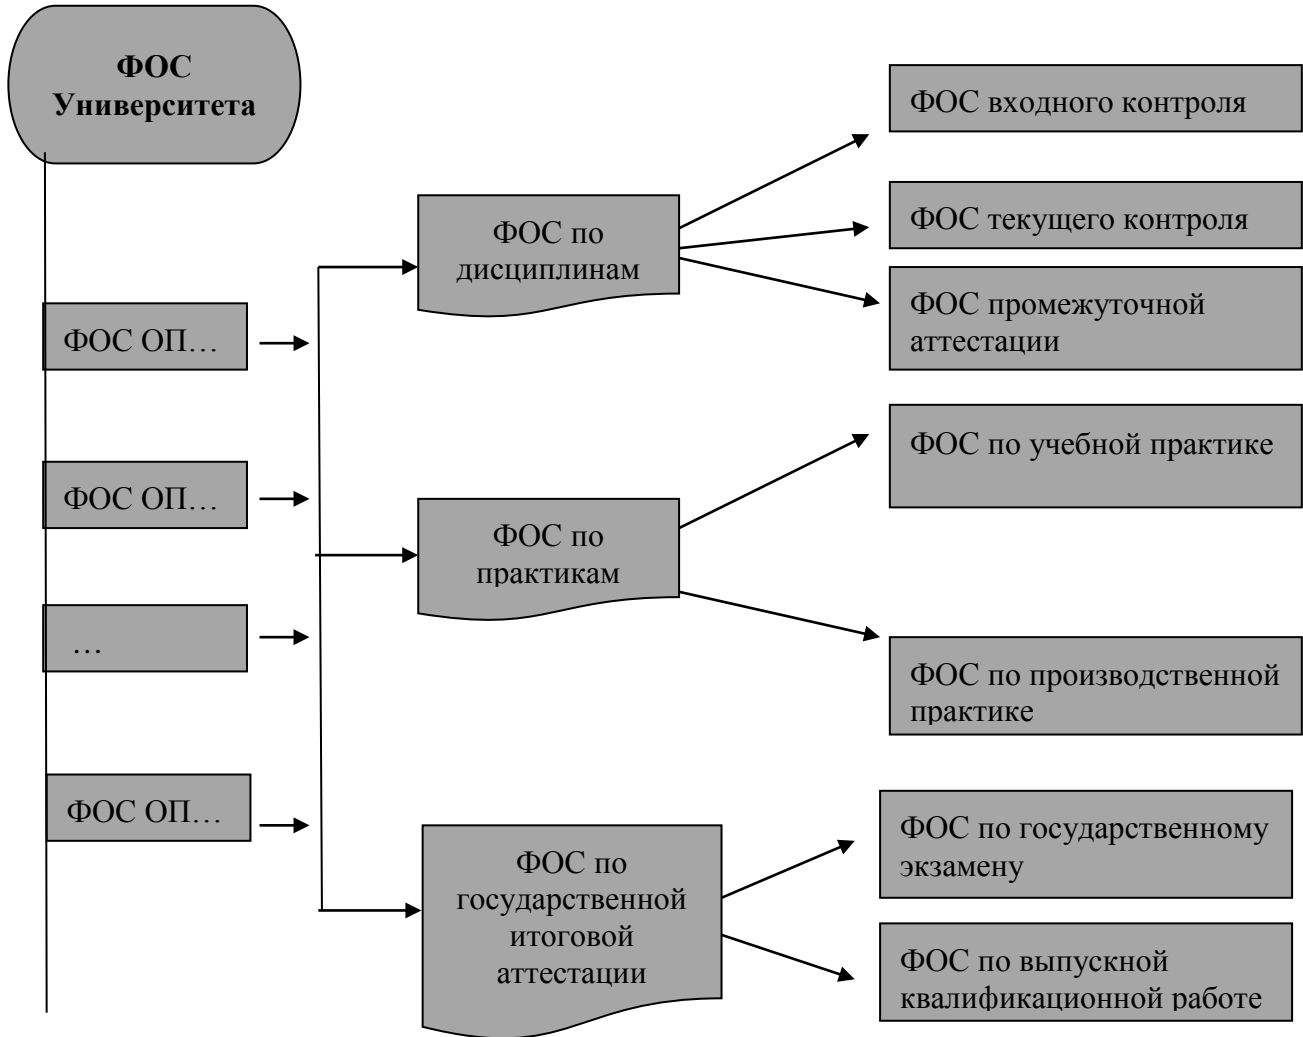 ФОС
Университета
ФОС ОП…
ФОС ОП…
…
ФОС ОП…
ФОС по
дисциплинам
ФОС по
практикам
ФОС по
государственной
итоговой
аттестации
ФОС входного контроля
ФОС текущего контроля
ФОС промежуточной
аттестации
ФОС по учебной практике
ФОС по производственной
практике
ФОС по государственному
экзамену
ФОС по выпускной
квалификационной работе